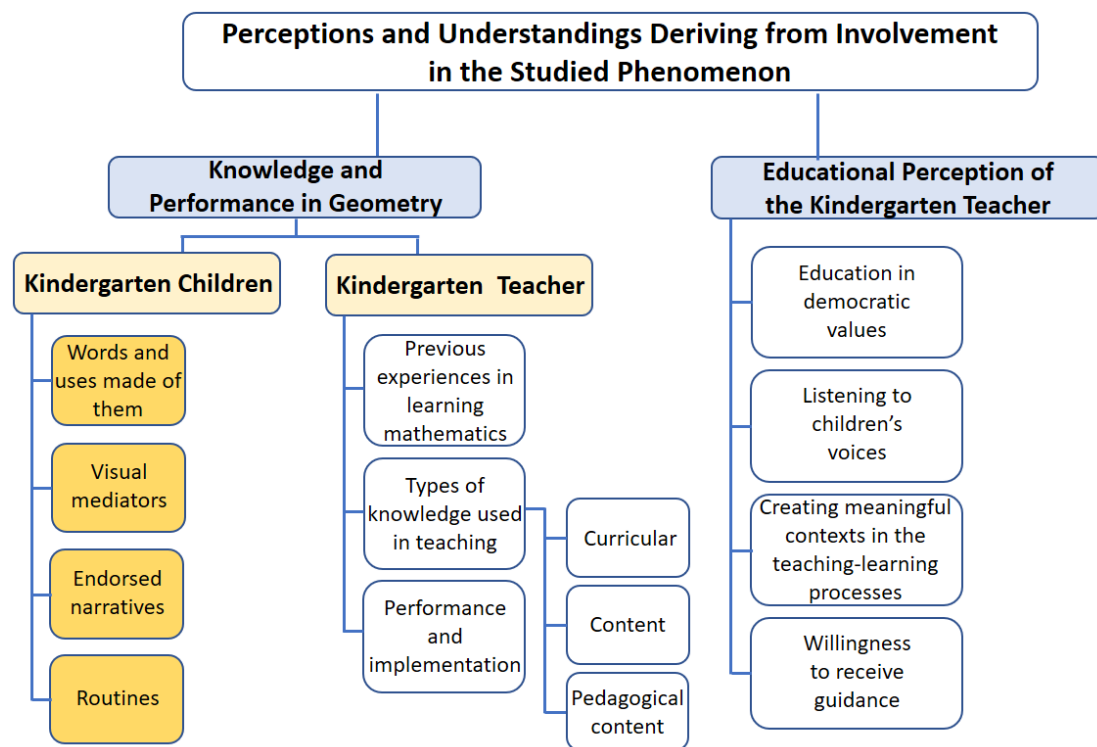 Perceptions and Understandings Deriving from Involvement
in the Studied Phenomenon
Knowledge and
Performance in Geometry
Educational Perception of
the Kindergarten Teacher
Kindergarten Children
Kindergarten Teacher
Words and
uses made of
them
Visual
mediators
Endorsed
narratives
Routines
Previous
experiences in
learning
mathematics
Types of
knowledge used
in teaching
Performance
and
implementation
Curricular
Content
Pedagogical
content
Education in
democratic
values
Listening to
children’s
voices
Creating meaningful
contexts in the
teaching-learning
processes
Willingness
to receive
guidance